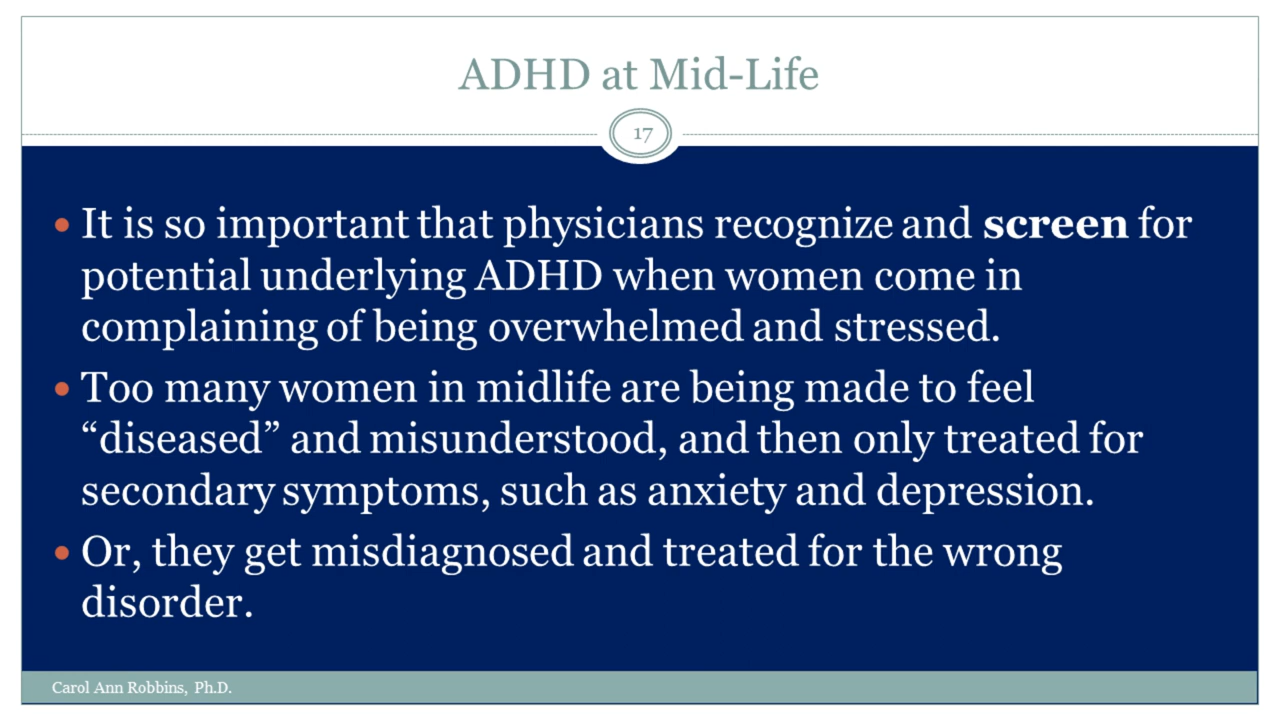 ADHD at Mid-Life
17
• It is so important that physicians recognize and screen for
potential underlying ADHD when women come in
complaining of being overwhelmed and stressed.
• Too many women in midlife are being made to feel
“diseased” and misunderstood, and then only treated for
secondary symptoms, such as anxiety and depression.
• Or, they get misdiagnosed and treated for the wrong
disorder.
Carol Ann Robbins, Ph.D.